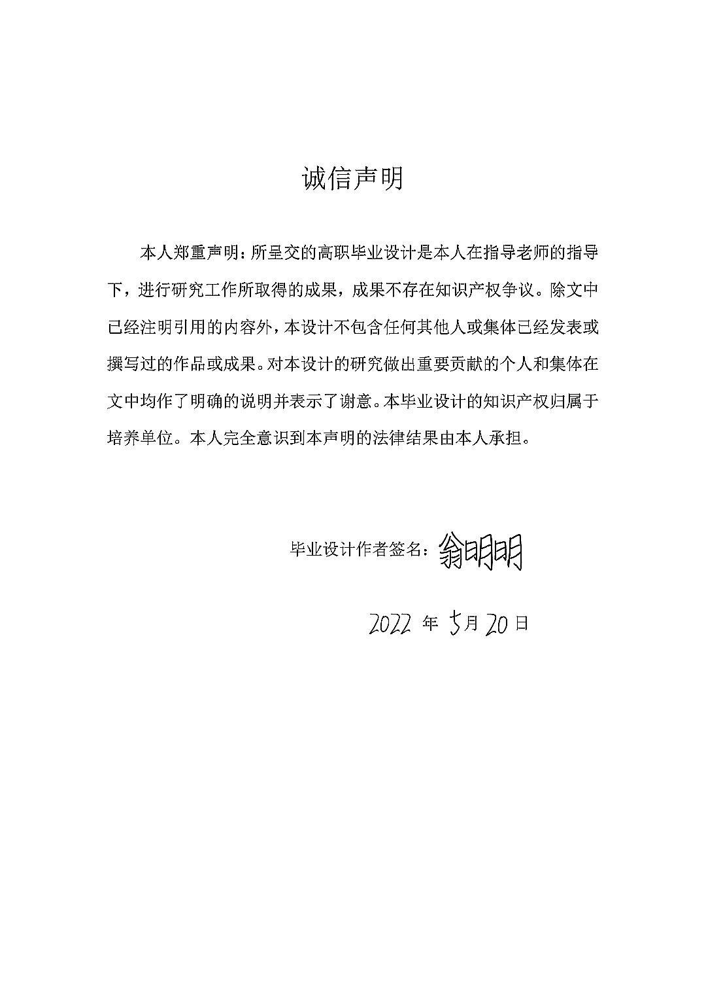 诚信声明
本人郑重声明：所呈交的高职毕业设计是本人在指导老师的指导
下，进行研究工作所取得的成果，成果不存在知识产权争议。除文中
已经注明引用的内容外，本设计不包含任何其他人或集体已经发表或
撰写过的作品或成果。对本设计的研究做出重要贡献的个人和集体在
文中均作了明确的说明并表示了谢意。本毕业设计的知识产权归属于
培养单位。本人完全意识到本声明的法律结果由本人承担。
毕业设计作者签名：翁明明
2022 年 5月 20 日